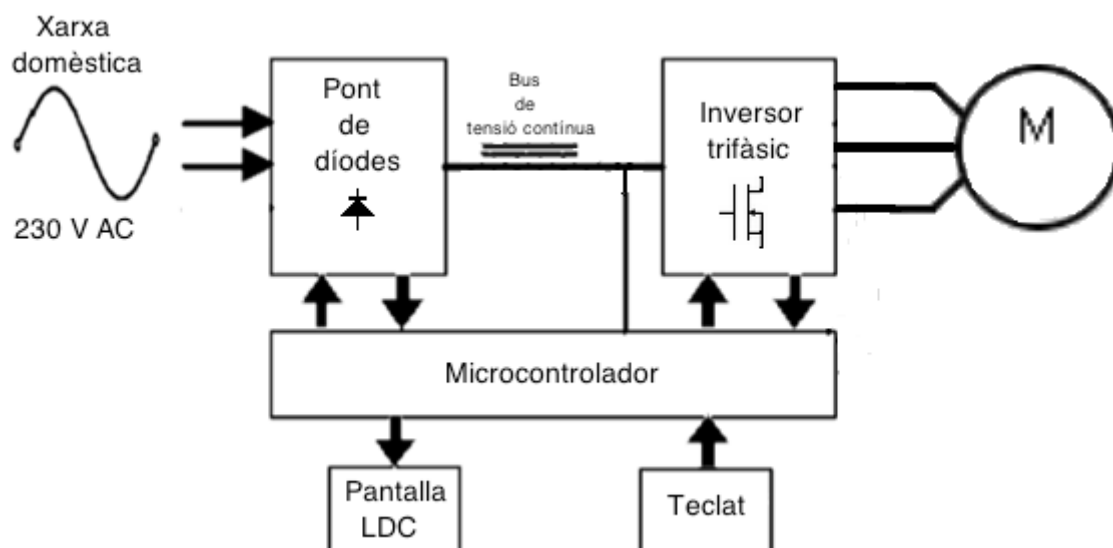 Xarxa
domèstica
230 V AC
Pont
de
díodes
Bus
de
tensió contínua
Inversor
trifàsic
M
Microcontrolador
Pantalla
LDC
Teclat